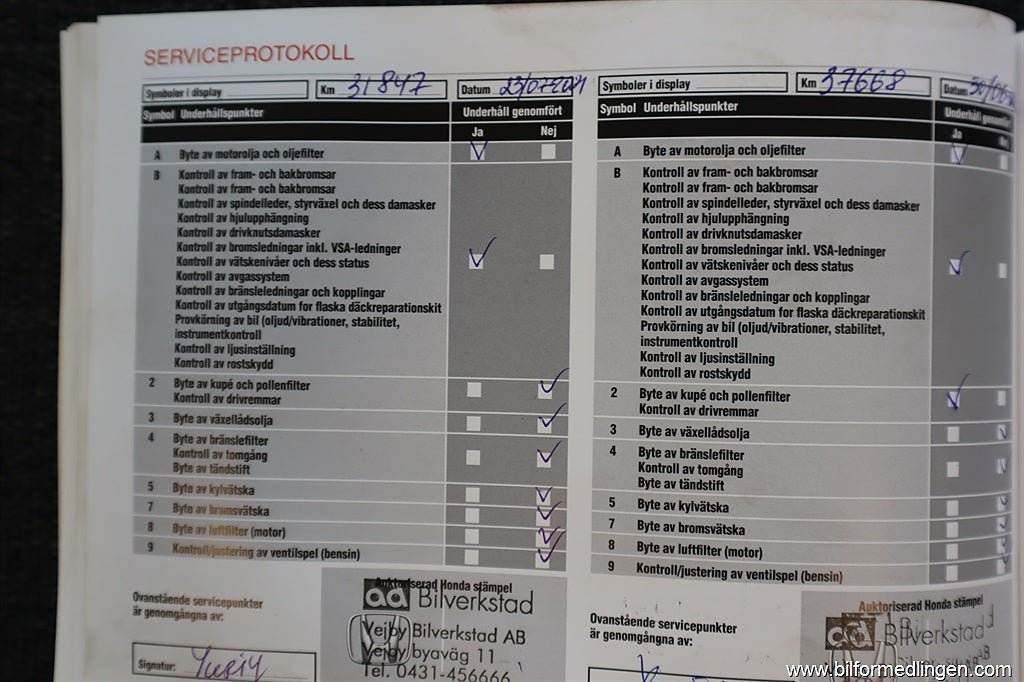 SERVICEPROTOKOLL
Symboler i display
Km 31847
Datum 23/07-2021
Symbol Underhållspunkter
Underhåll genomfört
Ja Nej
A Byte av motorolja och oljefilter
B Kontroll av fram- och bakbromsar
Kontroll av fram- och bakbromsar
Kontroll av spindelleder, styrväxel och dess damasker
Kontroll av hjulupphängning
Kontroll av drivknutsdamasker
Kontroll av bromsledningar inkl. VSA-ledningar
Kontroll av vätskenivåer och dess status
Kontroll av avgassystem
Kontroll av bränsleledningar och kopplingar
Kontroll av utgångsdatum for flaska däckreparationskit
Provkörning av bil (oljud/vibrationer, stabilitet,
instrumentkontroll
Kontroll av ljusinställning
Kontroll av rostskydd
2 Byte av kupé och pollenfilter
Kontroll av drivremmar
3 Byte av växellådsolja
4 Byte av bränslefilter
Kontroll av tomgång
Byte av tändstift
5 Byte av kylvätska
7 Byte av bromsvätska
8 Byte av luftfilter (motor)
9 Kontroll/justering av ventilspel (bensin)
Ovanstående servicepunkter
är genomgångna av:
Signatur:
Auktoriserad Honda stämpel
ad Bilverkstad
Vejby Bilverkstad AB
Vejby byaväg 11
Tel. 0431-456666
Symboler i display
Km 37668
Datum
Symbol Underhållspunkter
Underhåll genomfört
Ja Nej
A Byte av motorolja och oljefilter
B Kontroll av fram- och bakbromsar
Kontroll av fram- och bakbromsar
Kontroll av spindelleder, styrväxel och dess damasker
Kontroll av hjulupphängning
Kontroll av drivknutsdamasker
Kontroll av bromsledningar inkl. VSA-ledningar
Kontroll av vätskenivåer och dess status
Kontroll av avgassystem
Kontroll av bränsleledningar och kopplingar
Kontroll av utgångsdatum for flaska däckreparationskit
Provkörning av bil (oljud/vibrationer, stabilitet,
instrumentkontroll
Kontroll av ljusinställning
Kontroll av rostskydd
2 Byte av kupé och pollenfilter
Kontroll av drivremmar
3 Byte av växellådsolja
4 Byte av bränslefilter
Kontroll av tomgång
Byte av tändstift
5 Byte av kylvätska
7 Byte av bromsvätska
8 Byte av luftfilter (motor)
9 Kontroll/justering av ventilspel (bensin)
Ovanstående servicepunkter
är genomgångna av:
Auktoriserad Honda stämpel
ad Bilverkstad
www.bilformedlingen.com